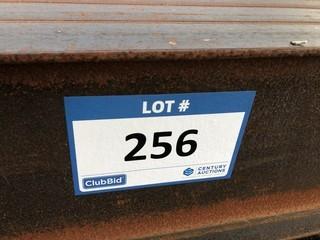 LOT #
256
ClubBid
CENTURY
AUCTIONS